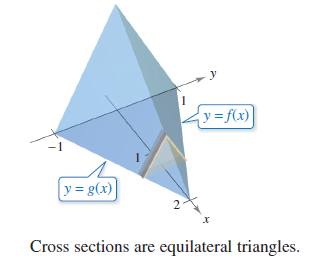 y
1
y = f(x)
-1
1
y = g(x)
2
x
Cross sections are equilateral triangles.